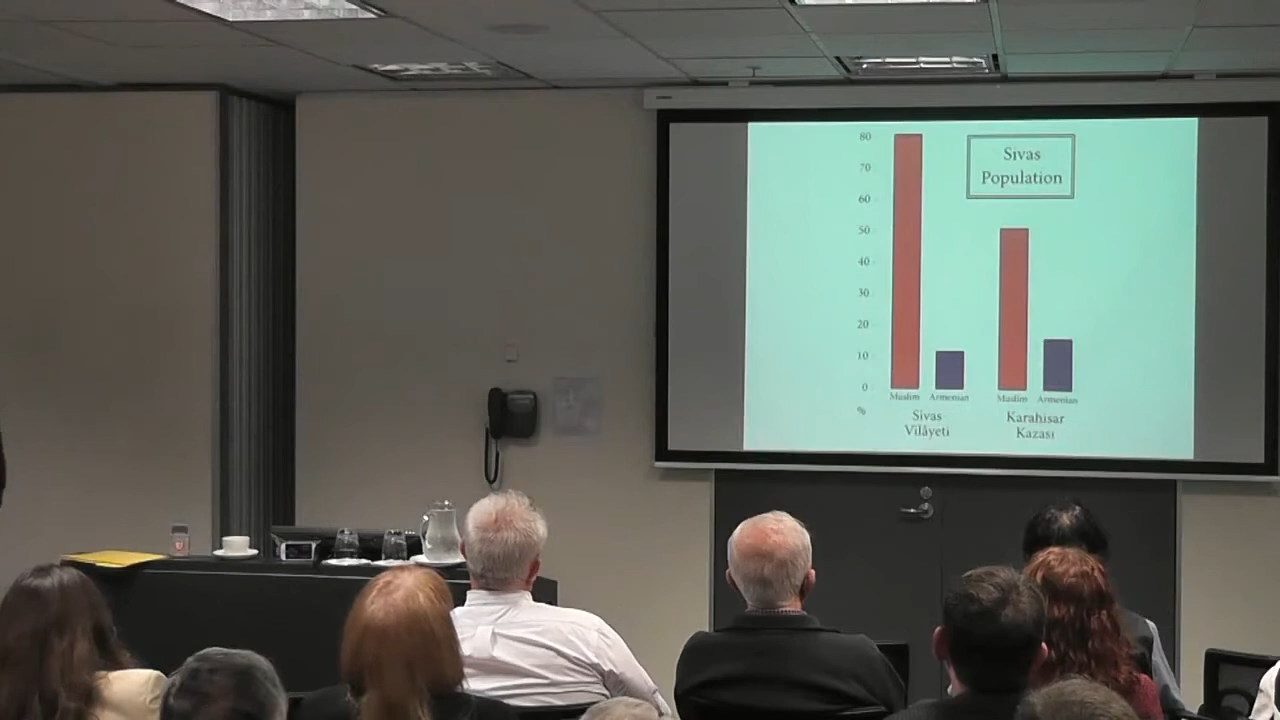 Sivas
Population
80
70
60
50
40
30
20
10
0
%
Muslim Armenian Muslim Armenian
Sivas
Vilâyeti
Karahisar
Kazası